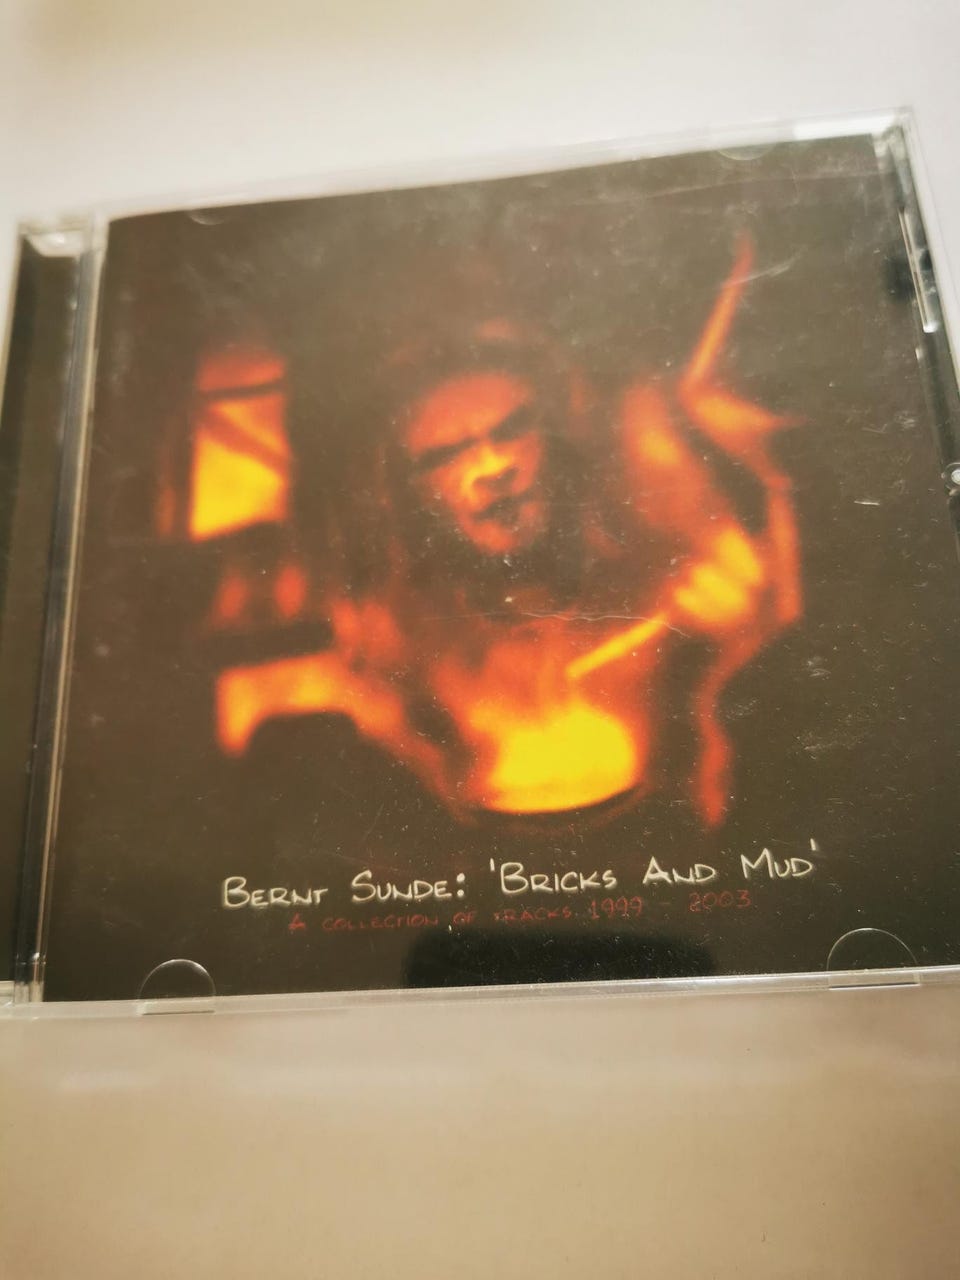 Bernt Sunde: 'Bricks And Mud'
A collection of tracks 1999 - 2003